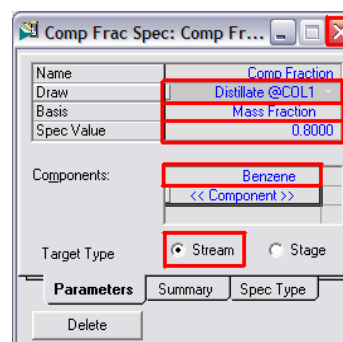 Comp Frac Spec: Comp Fr...
Name Comp Fraction
Draw Distillate @COL1
Basis Mass Fraction
Spec Value 0.8000
Components: Benzene
<< Component >>
Target Type Stream Stage
Parameters Summary Spec Type
Delete